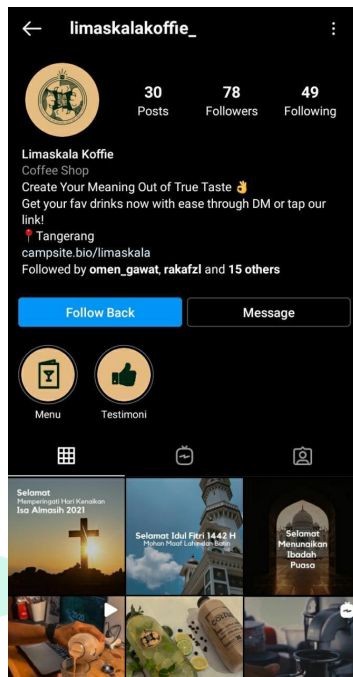 limaskalakoffie_
30 78 49
Posts Followers Following
Limaskala Koffie
Coffee Shop
Create Your Meaning Out of True Taste 👌
Get your fav drinks now with ease through DM or tap our
link!
📍Tangerang
campsite.bio/limaskala
Followed by omen_gawat, rakafzl and 15 others
Follow Back Message
Menu Testimoni
Selamat
Memperingati Hari Kenaikan
Isa Almasih 2021
Selamat Idul Fitri 1442 H
Mohon Maaf Lahir dan Batin
Selamat
Menunaikan
Ibadah
Puasa